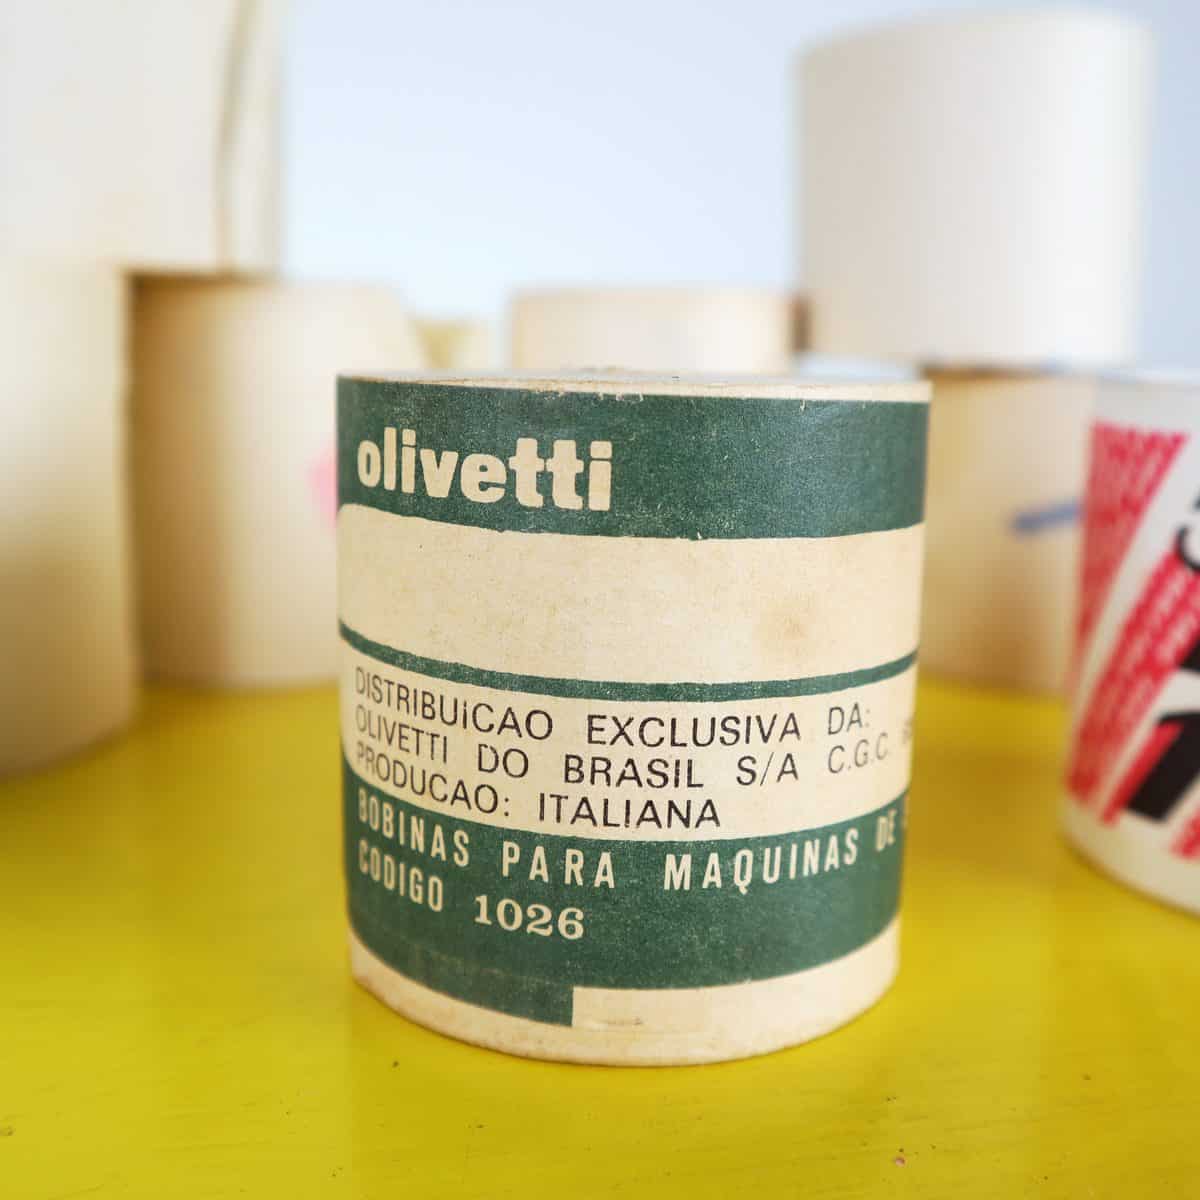 olivetti
DISTRIBUICAO EXCLUSIVA DA:
OLIVETTI DO BRASIL S/A C.G.C.
PRODUCAO: ITALIANA
BOBINAS PARA MAQUINAS DE
CODIGO 1026